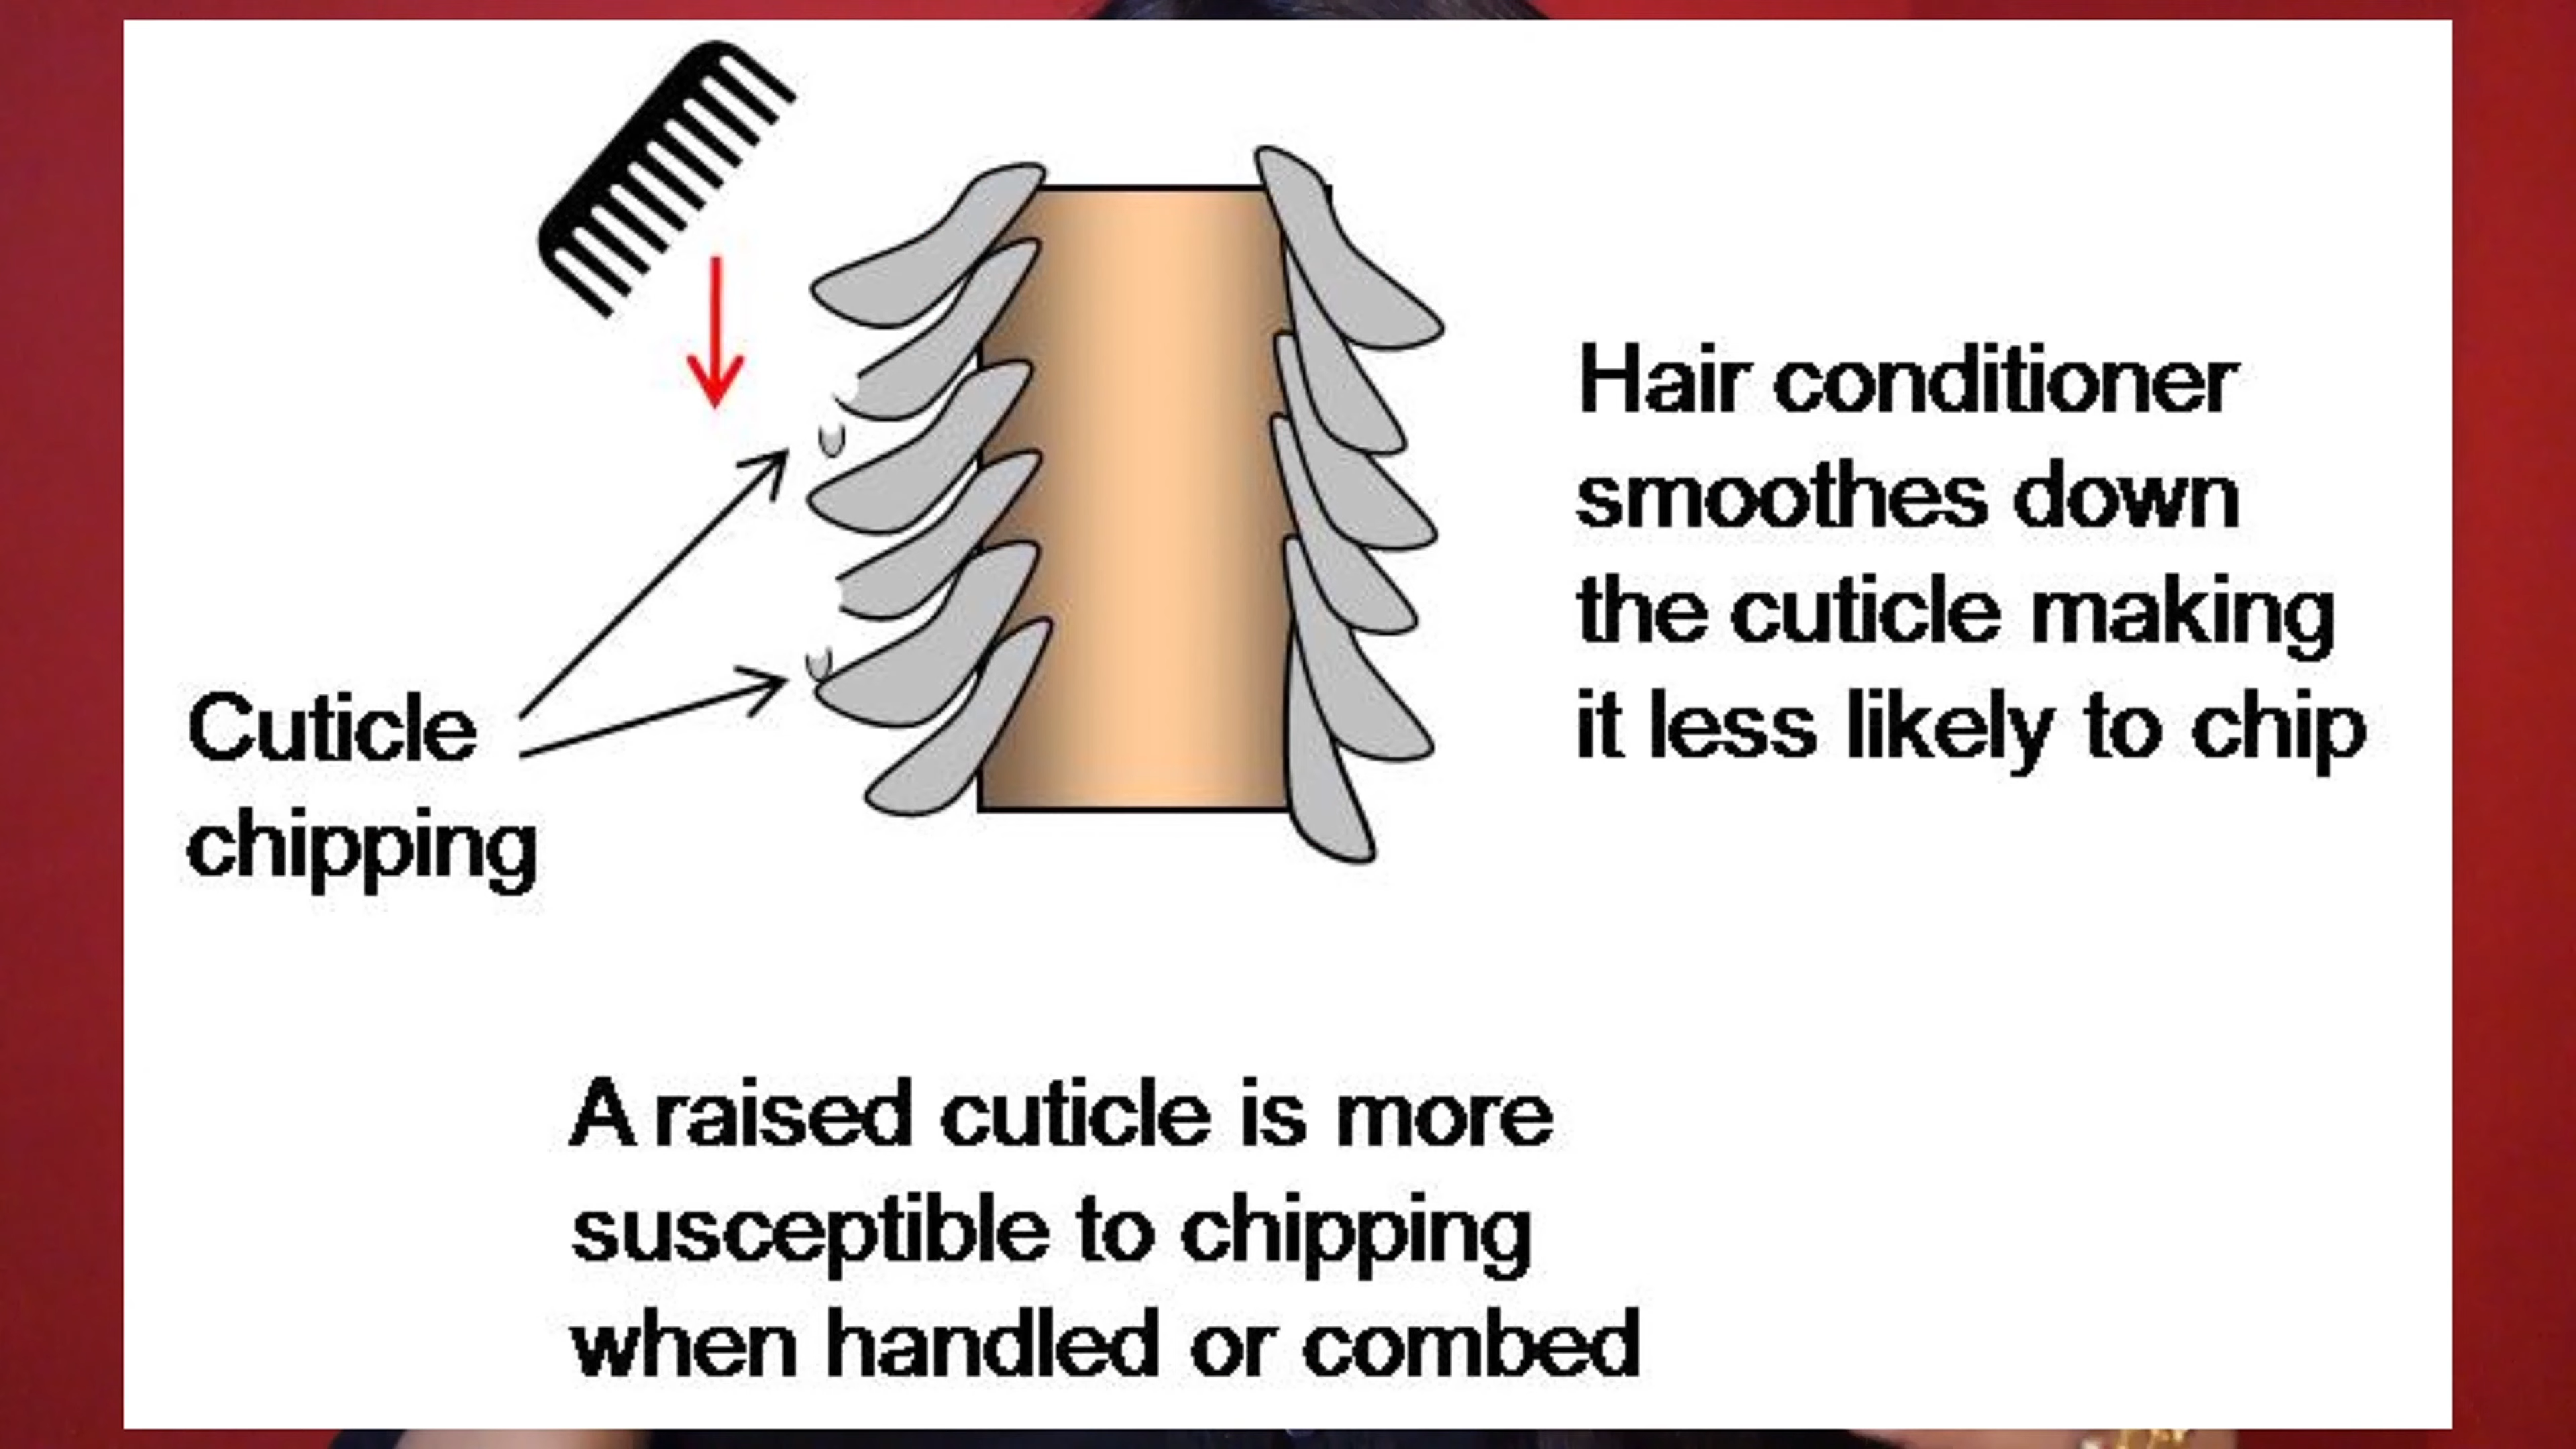 Hair conditioner
smoothes down
the cuticle making
it less likely to chip
Cuticle
chipping
A raised cuticle is more
susceptible to chipping
when handled or combed